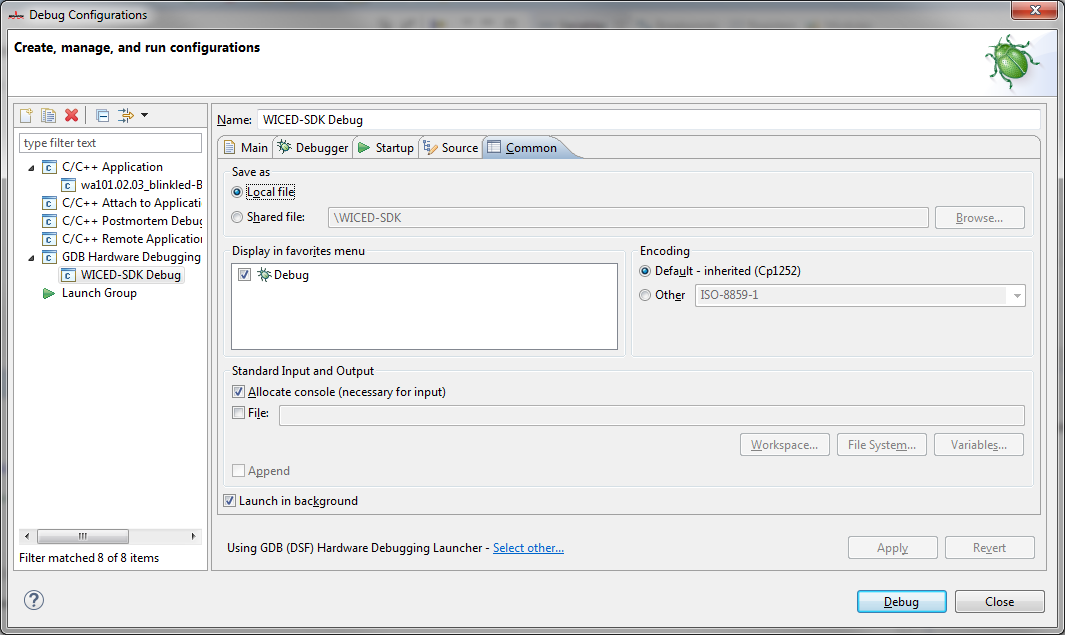 Debug Configurations
Create, manage, and run configurations
type filter text
C/C++ Application
wa101.02.03_blinkled-B
C/C++ Attach to Applicati
C/C++ Postmortem Debug
C/C++ Remote Application
GDB Hardware Debugging
WICED-SDK Debug
Launch Group
Filter matched 8 of 8 items
Name: WICED-SDK Debug
Main Debugger Startup Source Common
Save as
Local file
Shared file: \WICED-SDK Browse...
Display in favorites menu
Debug
Encoding
Default - inherited (Cp1252)
Other ISO-8859-1
Standard Input and Output
Allocate console (necessary for input)
File:
Workspace... File System... Variables...
Append
Launch in background
Using GDB (DSF) Hardware Debugging Launcher - Select other...
Apply Revert
Debug Close